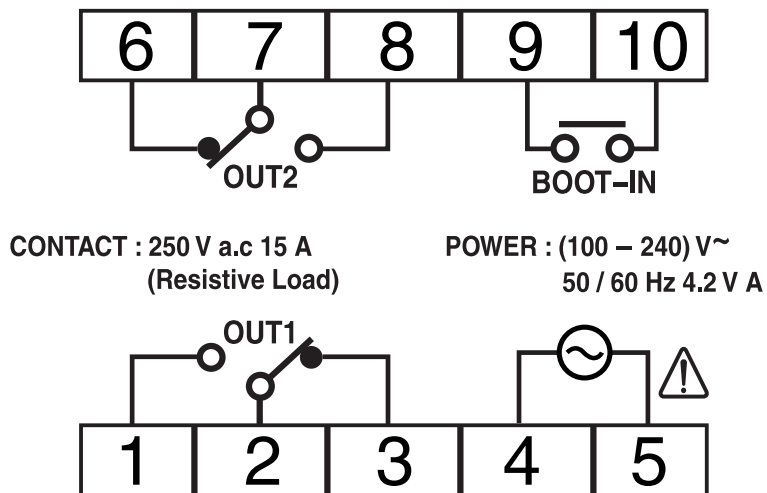 6 7 8 9 10
OUT2
BOOT–IN
CONTACT : 250 V a.c 15 A
(Resistive Load)
POWER : (100 – 240) V~
50 / 60 Hz 4.2 V A
OUT1
1 2 3 4 5